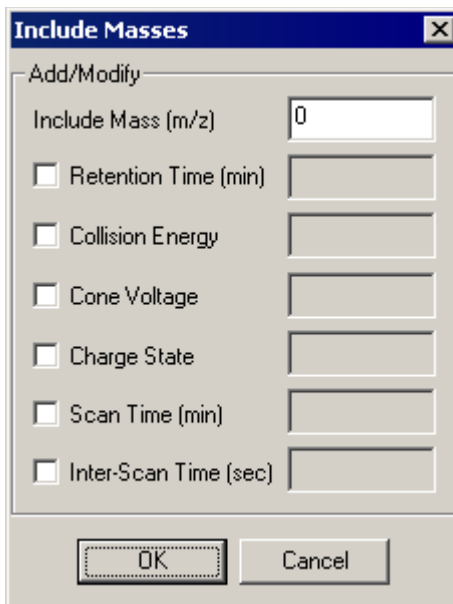 Include Masses
Add/Modify
Include Mass (m/z) 0
Retention Time (min)
Collision Energy
Cone Voltage
Charge State
Scan Time (min)
Inter-Scan Time (sec)
OK Cancel